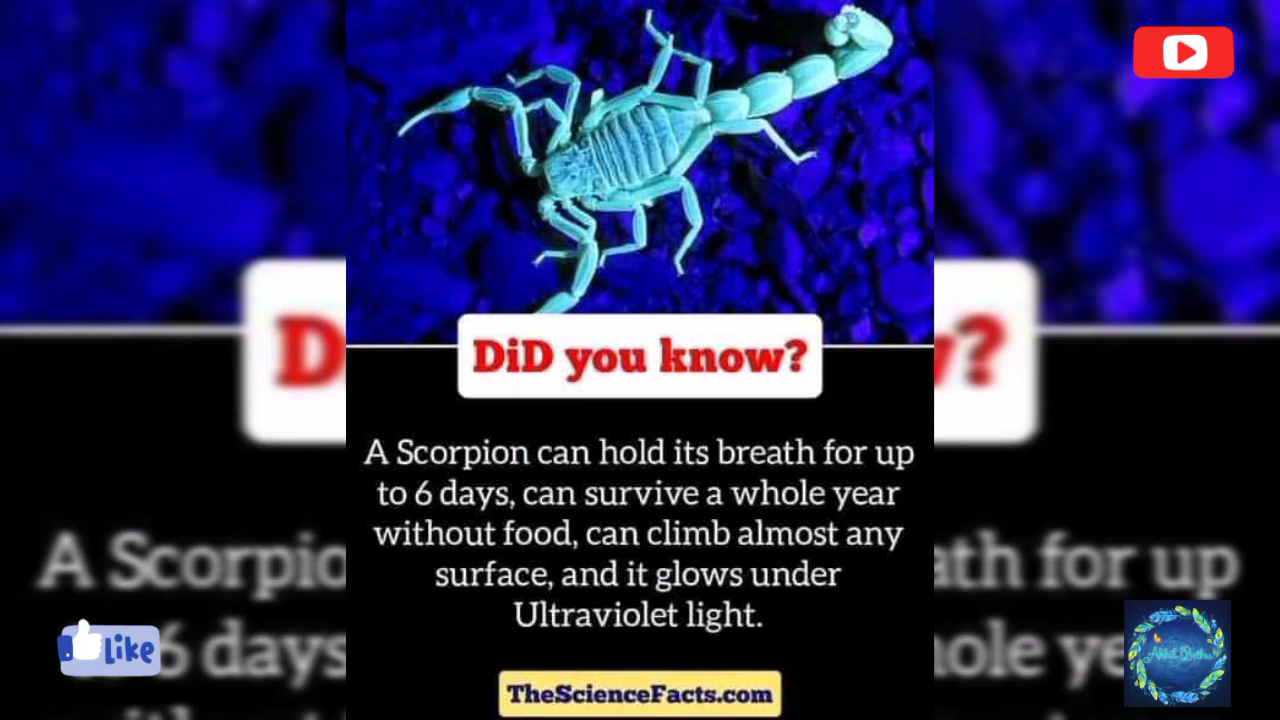 DiD you know?
A Scorpion can hold its breath for up
to 6 days, can survive a whole year
without food, can climb almost any
surface, and it glows under
Ultraviolet light.
TheScienceFacts.com
like